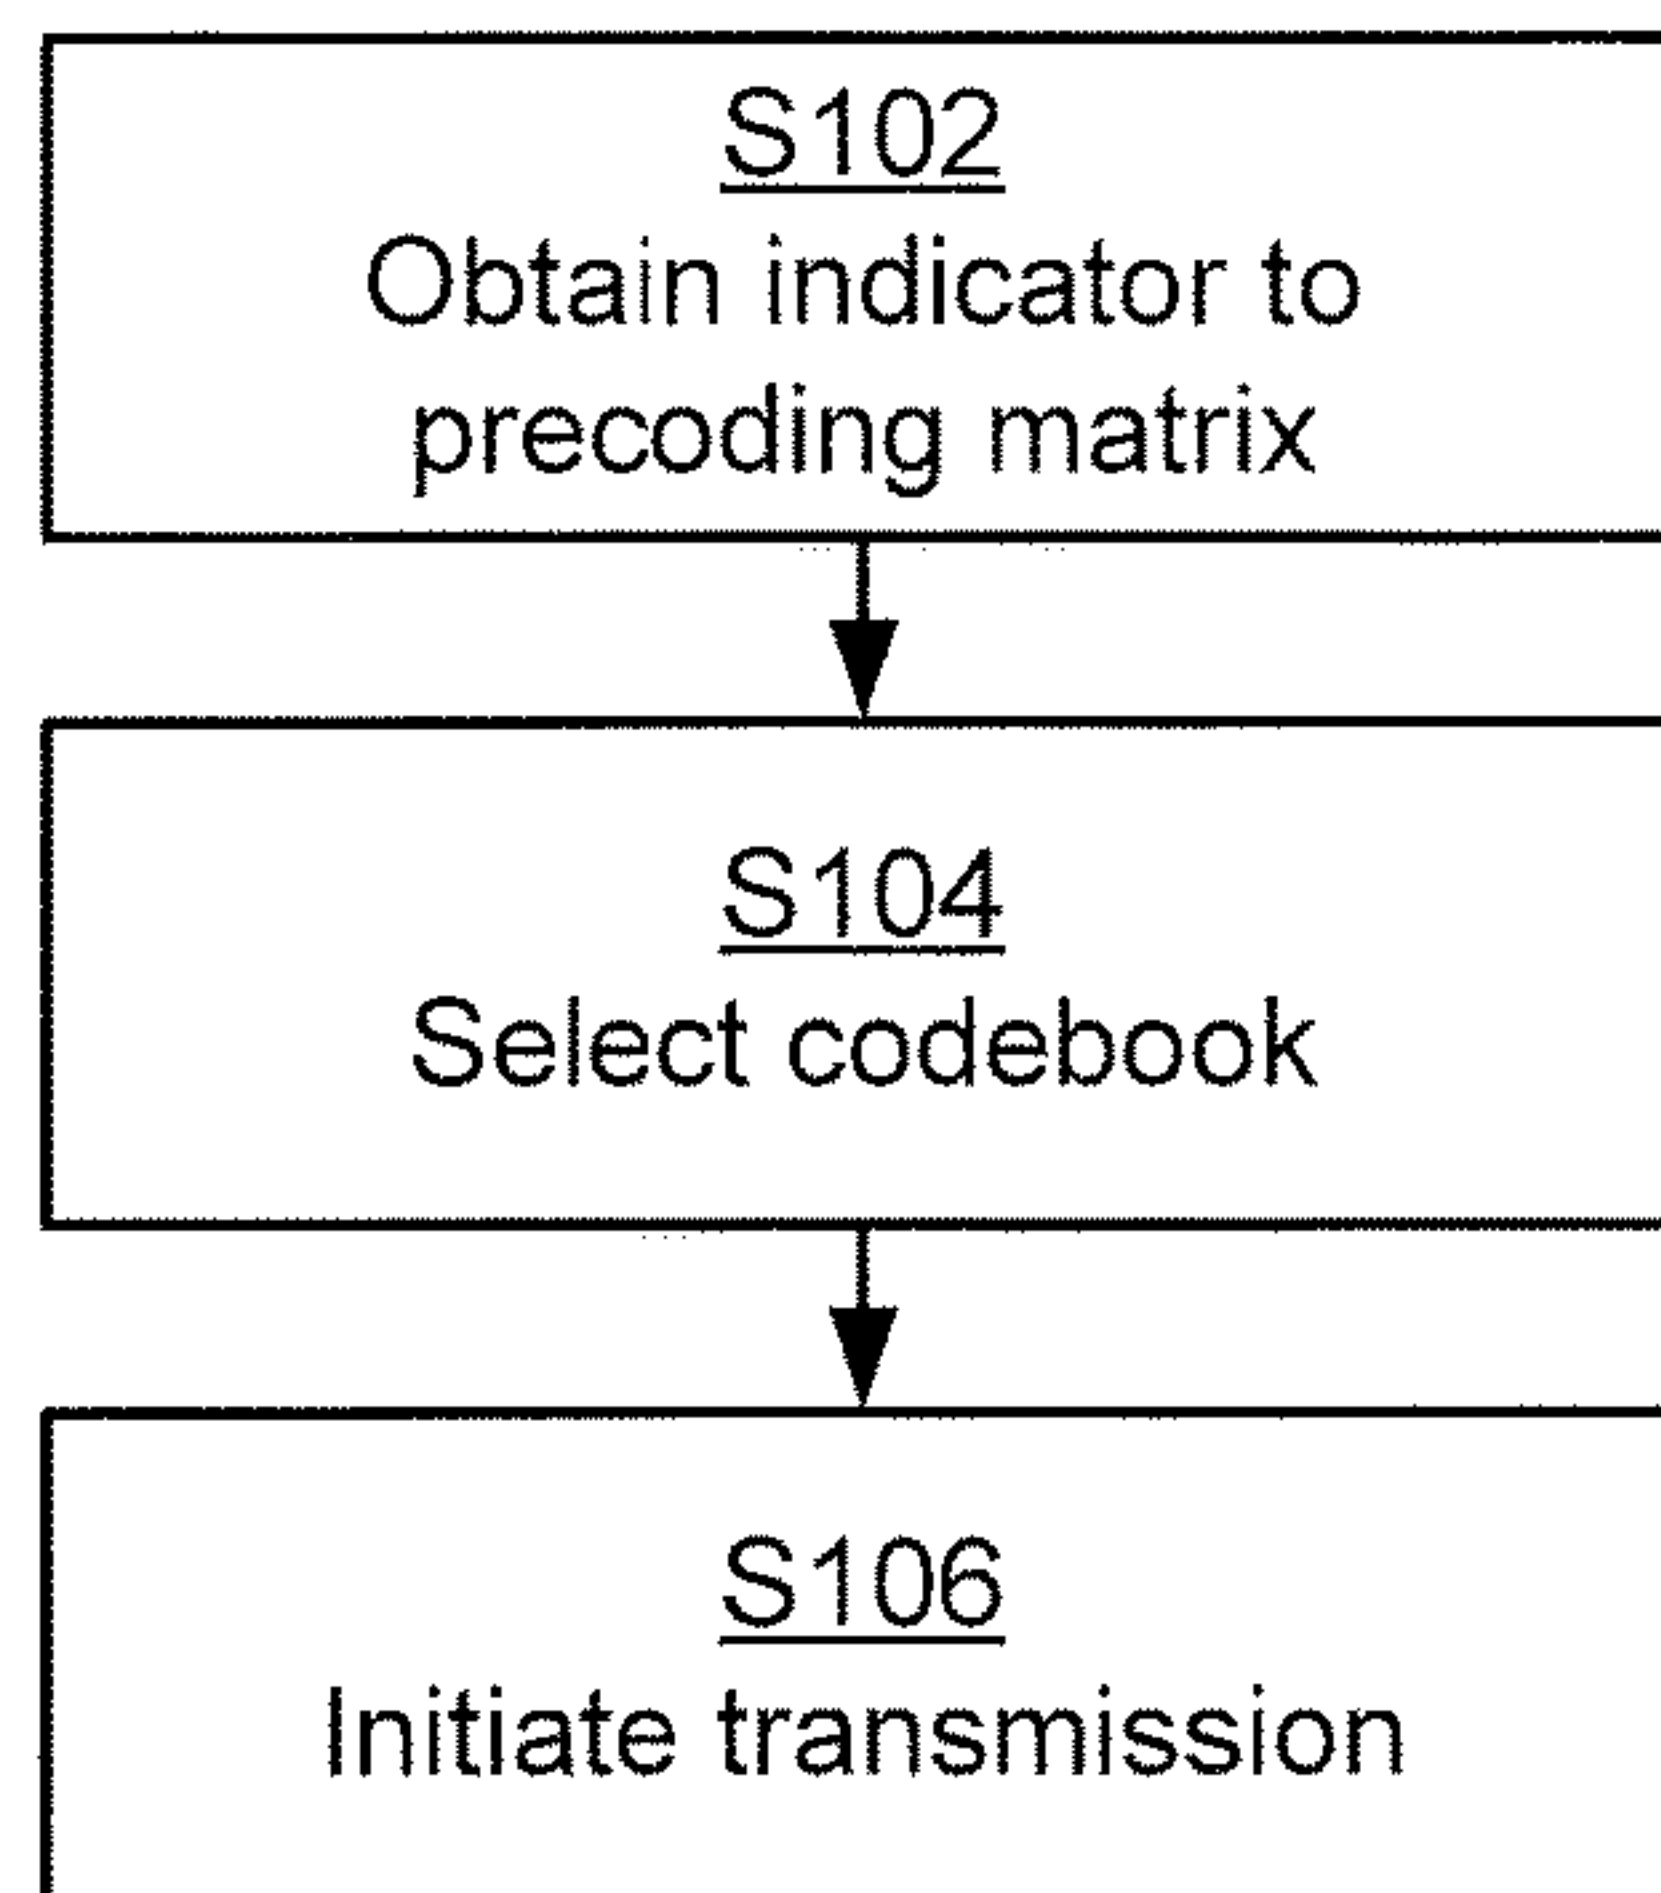 S102
Obtain indicator to
precoding matrix
S104
Select codebook
S106
Initiate transmission